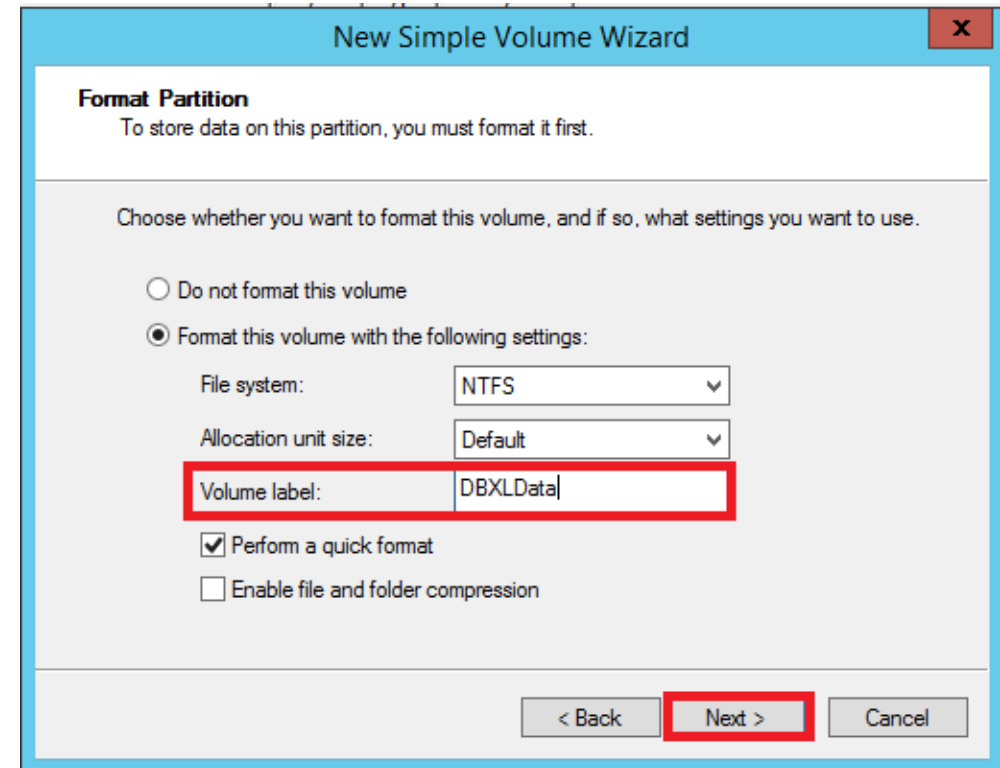 New Simple Volume Wizard
x
Format Partition
To store data on this partition, you must format it first.
Choose whether you want to format this volume, and if so, what settings you want to use.
Do not format this volume
Format this volume with the following settings:
File system: NTFS
Allocation unit size: Default
Volume label: DBXLData
Perform a quick format
Enable file and folder compression
< Back Next > Cancel